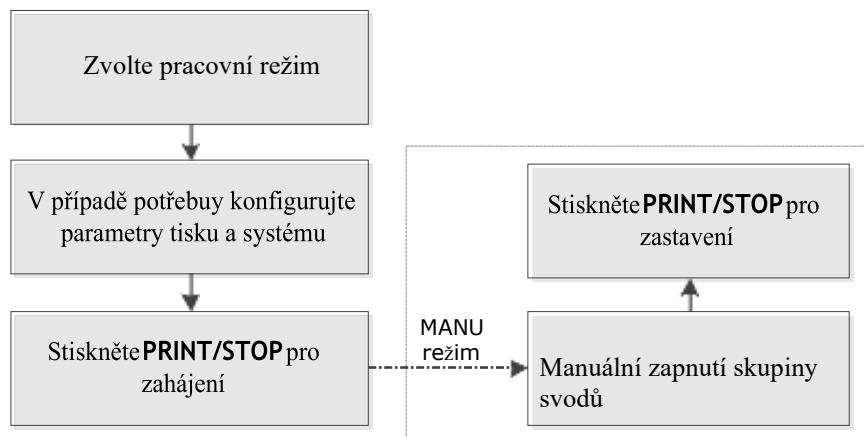 Zvolte pracovní režim
V případě potřebuy konfigurujte
parametry tisku a systému
Stiskněte PRINT/STOP pro
zahájení
MANU
režim
Manuální zapnutí skupiny
svodů
Stiskněte PRINT/STOP pro
zastavení